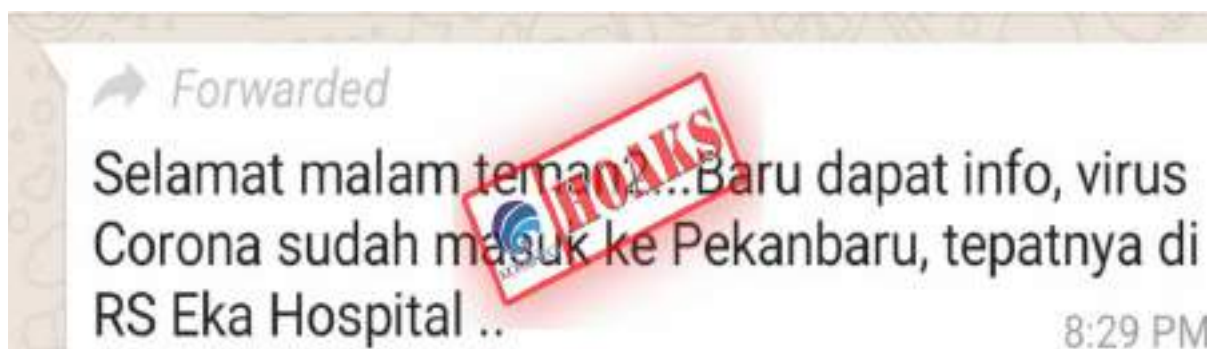 Forwarded
Selamat malam teman2...Baru dapat info, virus
Corona sudah masuk ke Pekanbaru, tepatnya di
RS Eka Hospital ..
8:29 PM
HOAKS